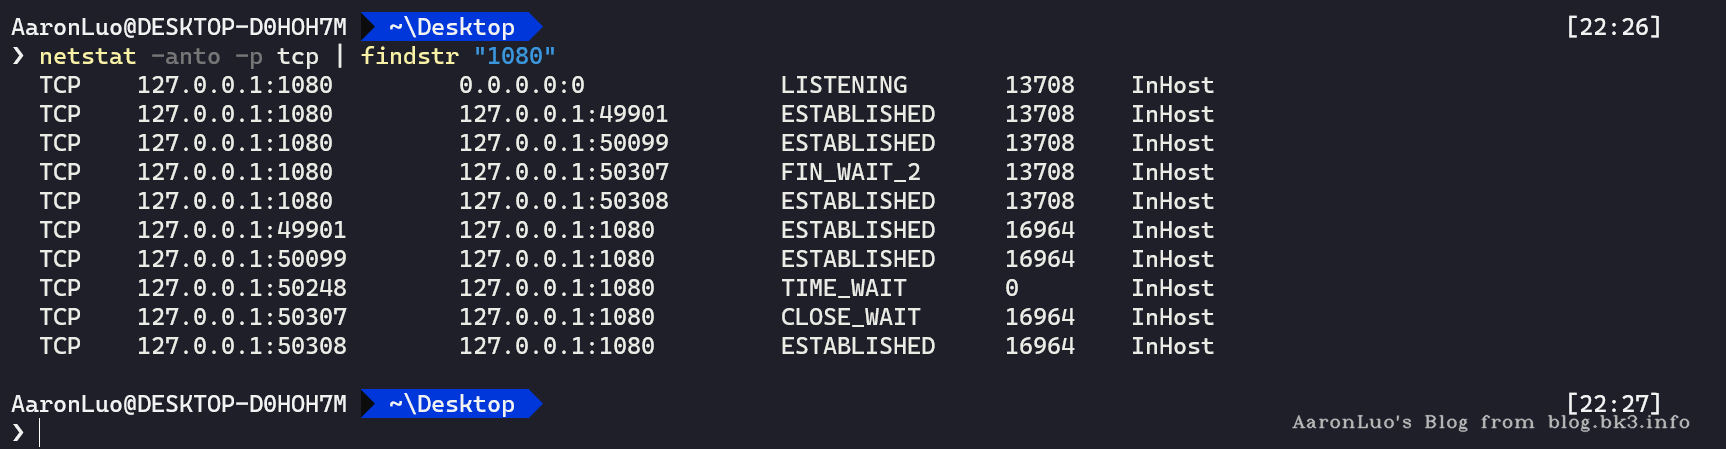 AaronLuo@DESKTOP-D0HOH7M ~\Desktop [22:26]
❯ netstat -anto -p tcp | findstr "1080"
TCP 127.0.0.1:1080 0.0.0.0:0 LISTENING 13708 InHost
TCP 127.0.0.1:1080 127.0.0.1:49901 ESTABLISHED 13708 InHost
TCP 127.0.0.1:1080 127.0.0.1:50099 ESTABLISHED 13708 InHost
TCP 127.0.0.1:1080 127.0.0.1:50307 FIN_WAIT_2 13708 InHost
TCP 127.0.0.1:1080 127.0.0.1:50308 ESTABLISHED 13708 InHost
TCP 127.0.0.1:49901 127.0.0.1:1080 ESTABLISHED 16964 InHost
TCP 127.0.0.1:50099 127.0.0.1:1080 ESTABLISHED 16964 InHost
TCP 127.0.0.1:50248 127.0.0.1:1080 TIME_WAIT 0 InHost
TCP 127.0.0.1:50307 127.0.0.1:1080 CLOSE_WAIT 16964 InHost
TCP 127.0.0.1:50308 127.0.0.1:1080 ESTABLISHED 16964 InHost
AaronLuo@DESKTOP-D0HOH7M ~\Desktop [22:27]
❯
AaronLuo's Blog from blog.bk3.info